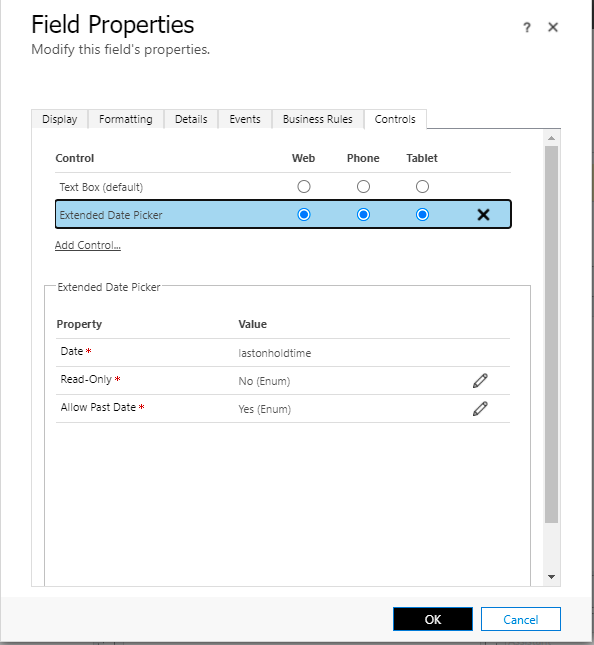 Field Properties
Modify this field's properties.
? ×
Display Formatting Details Events Business Rules Controls
Control Web Phone Tablet
Text Box (default)
Extended Date Picker
Add Control...
Extended Date Picker
Property Value
Date * lastonholdtime
Read-Only * No (Enum)
Allow Past Date * Yes (Enum)
OK Cancel